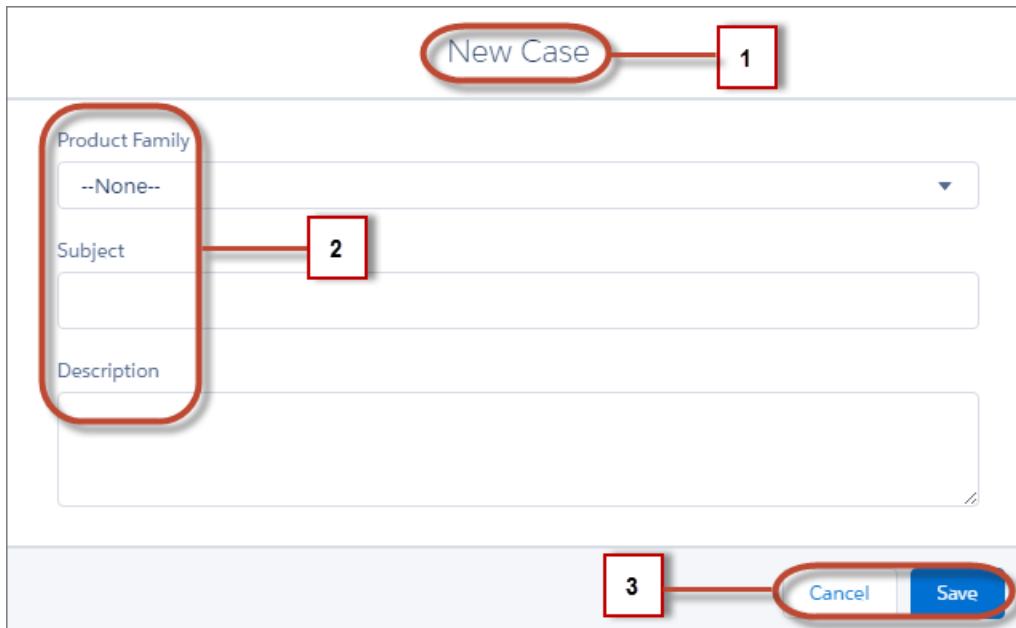 New Case
1
Product Family
--None--
2
Subject
Description
3
Cancel Save